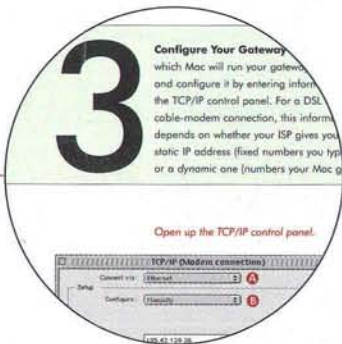 3
Configure Your Gateway
which Mac will run your gateway
and configure it by entering inform
the TCP/IP control panel. For a DSL
cable-modem connection, this informa
depends on whether your ISP gives you
static IP address (fixed numbers you typ
or a dynamic one (numbers your Mac g
Open up the TCP/IP control panel.
TCP/IP (Modem connection)
Connect via: Ethernet A
Setup
Configure: Manually B